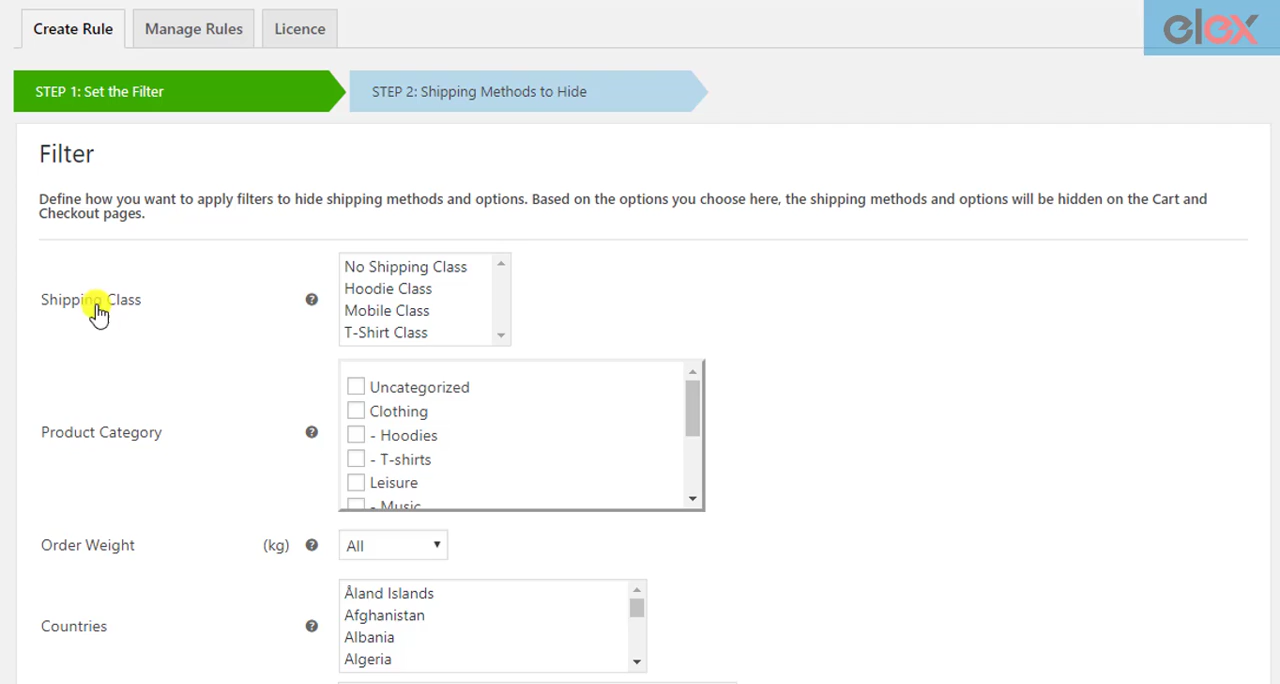 Create Rule
Manage Rules
Licence
elex
STEP 1: Set the Filter
STEP 2: Shipping Methods to Hide
Filter
Define how you want to apply filters to hide shipping methods and options. Based on the options you choose here, the shipping methods and options will be hidden on the Cart and
Checkout pages.
Shipping Class
?
No Shipping Class
Hoodie Class
Mobile Class
T-Shirt Class
Product Category
?
Uncategorized
Clothing
- Hoodies
- T-shirts
Leisure
- Music
Order Weight
(kg)
?
All
Countries
?
Åland Islands
Afghanistan
Albania
Algeria